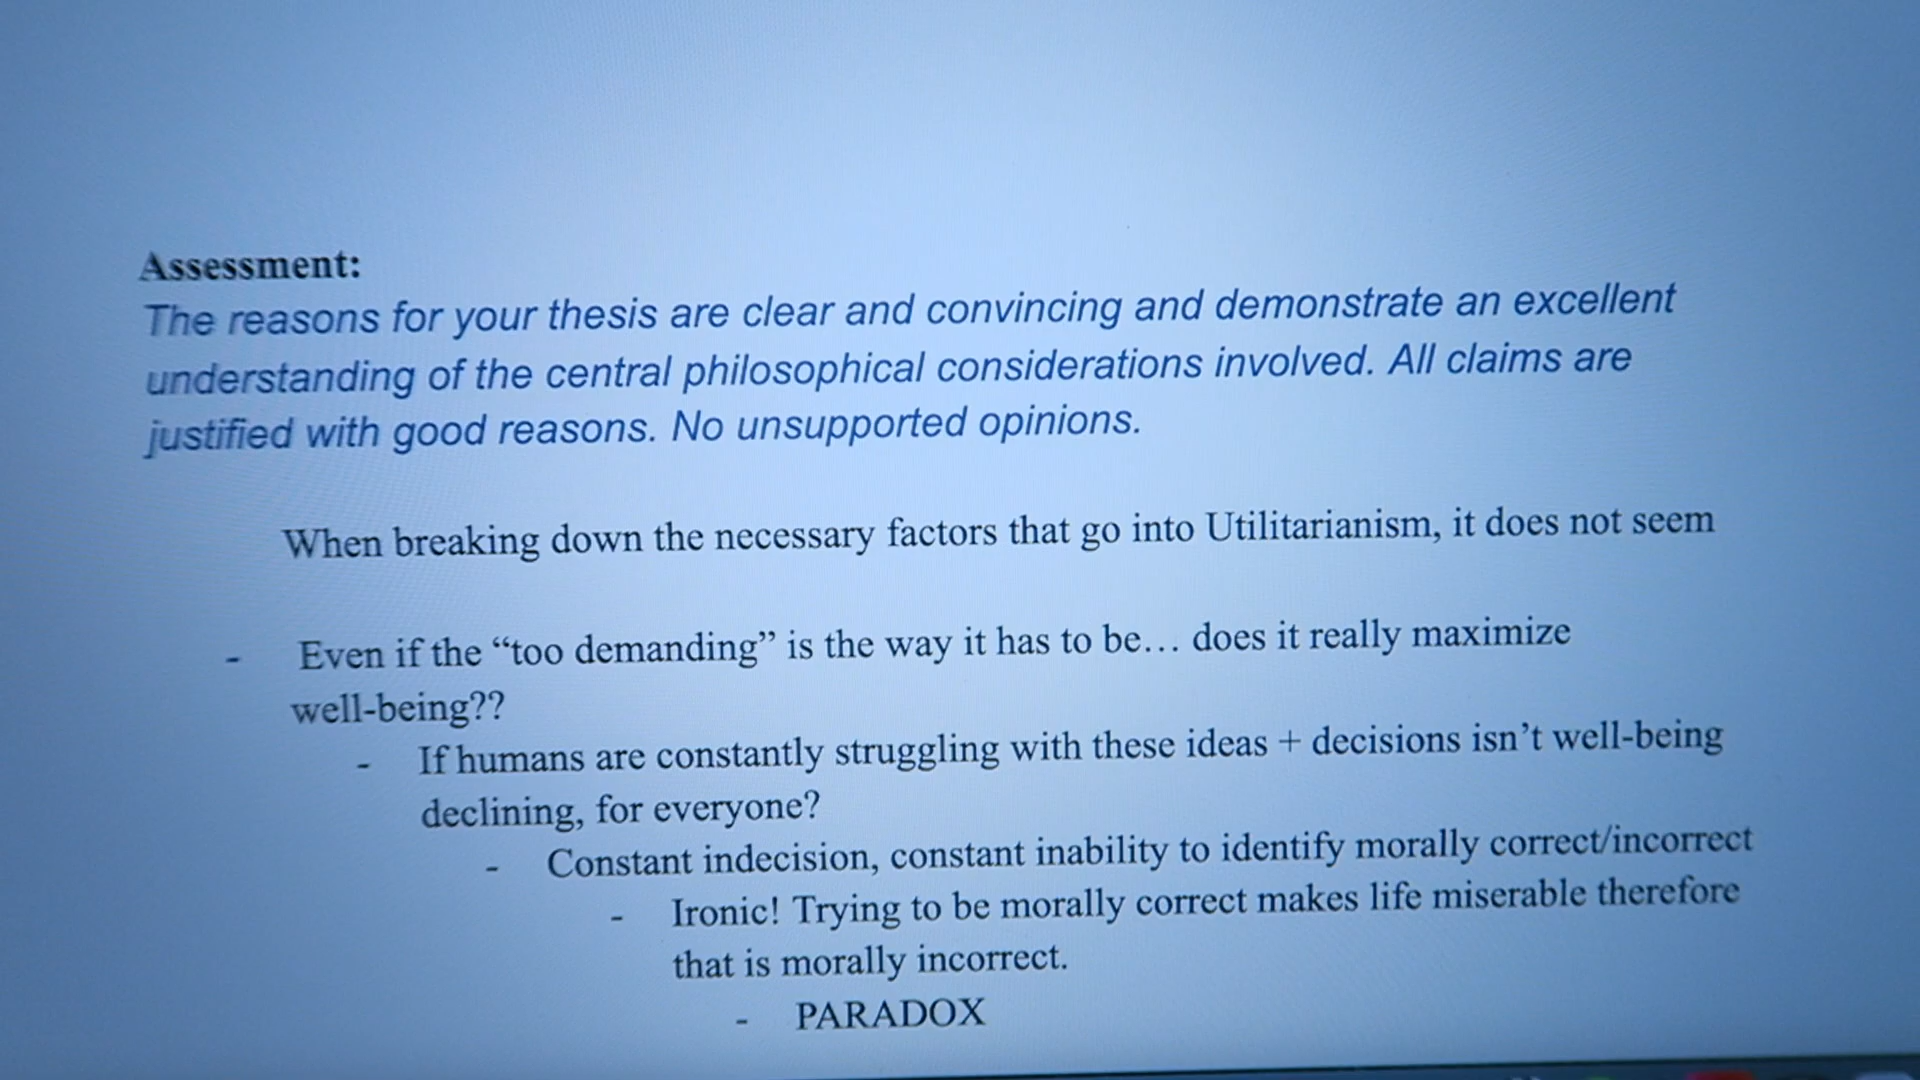 Assessment:
The reasons for your thesis are clear and convincing and demonstrate an excellent
understanding of the central philosophical considerations involved. All claims are
justified with good reasons. No unsupported opinions.
When breaking down the necessary factors that go into Utilitarianism, it does not seem
- Even if the “too demanding” is the way it has to be… does it really maximize
well-being??
- If humans are constantly struggling with these ideas + decisions isn’t well-being
declining, for everyone?
- Constant indecision, constant inability to identify morally correct/incorrect
- Ironic! Trying to be morally correct makes life miserable therefore
that is morally incorrect.
- PARADOX